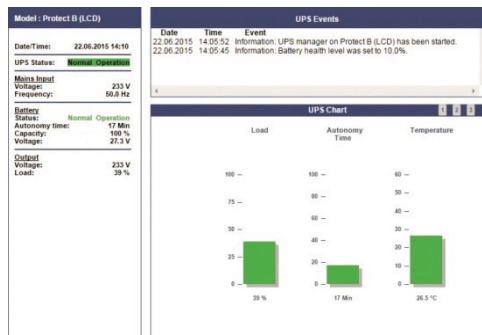 Model : Protect B (LCD)
Date/Time: 22.06.2015 14:10
UPS Status: Normal Operation
Mains Input
Voltage: 233 V
Frequency: 50.0 Hz
Battery
Status: Normal Operation
Autonomy time: 17 Min
Capacity: 100 %
Voltage: 27.3 V
Output
Voltage: 233 V
Load: 39 %
UPS Events
Date Time Event
22.06.2015 14:05:52 Information: UPS manager on Protect B (LCD) has been started.
22.06.2015 14:05:45 Information: Battery health level was set to 10.0%.
UPS Chart 1 2 3
Load
100
75
50
25
0
39 %
Autonomy
Time
100
80
60
40
20
0
17 Min
Temperature
60
50
40
30
20
10
0
26.5 °C